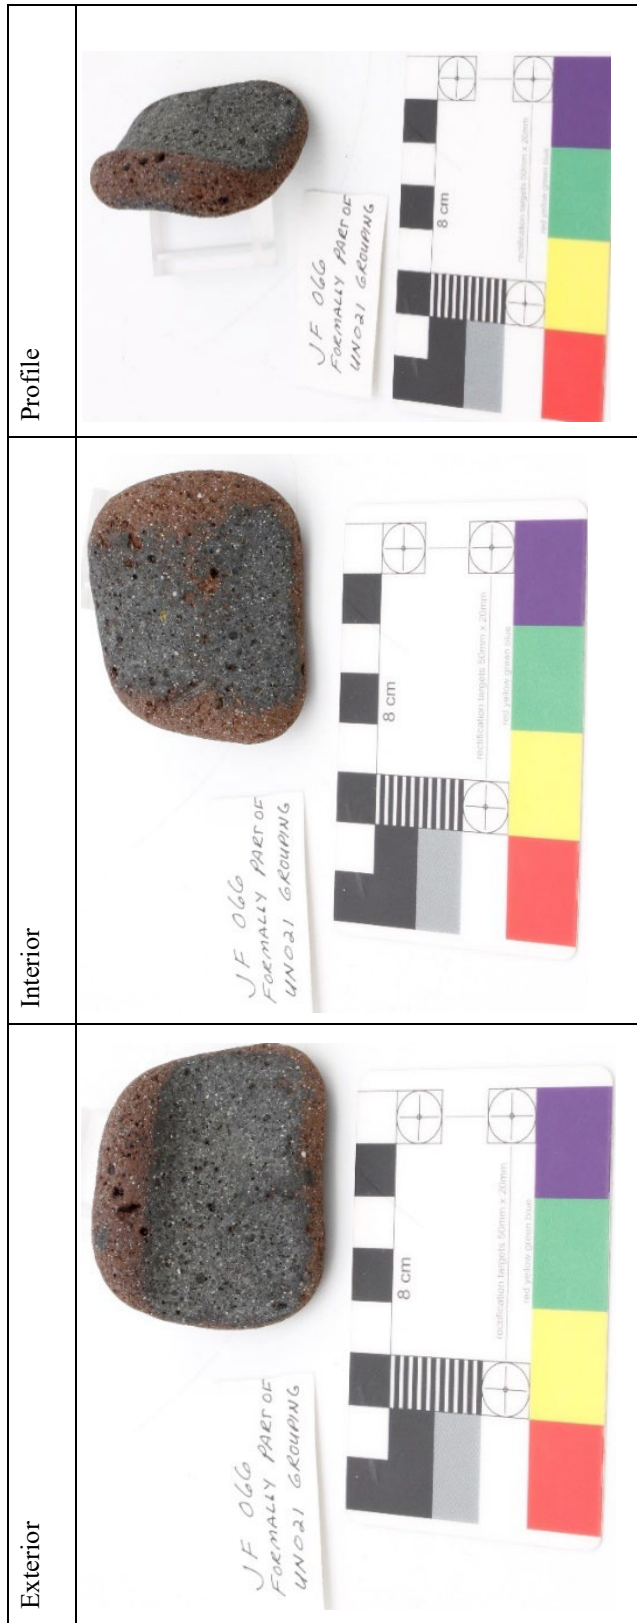 Exterior
JF 066
FORMALLY PART OF
UN021 GROUPING
8 cm
rectification targets 50mm x 20mm
red yellow green blue
Interior
JF 066
FORMALLY PART OF
UN021 GROUPING
8 cm
rectification targets 50mm x 20mm
red yellow green blue
Profile
JF 066
FORMALLY PART OF
UN021 GROUPING
8 cm
rectification targets 50mm x 20mm
red yellow green blue